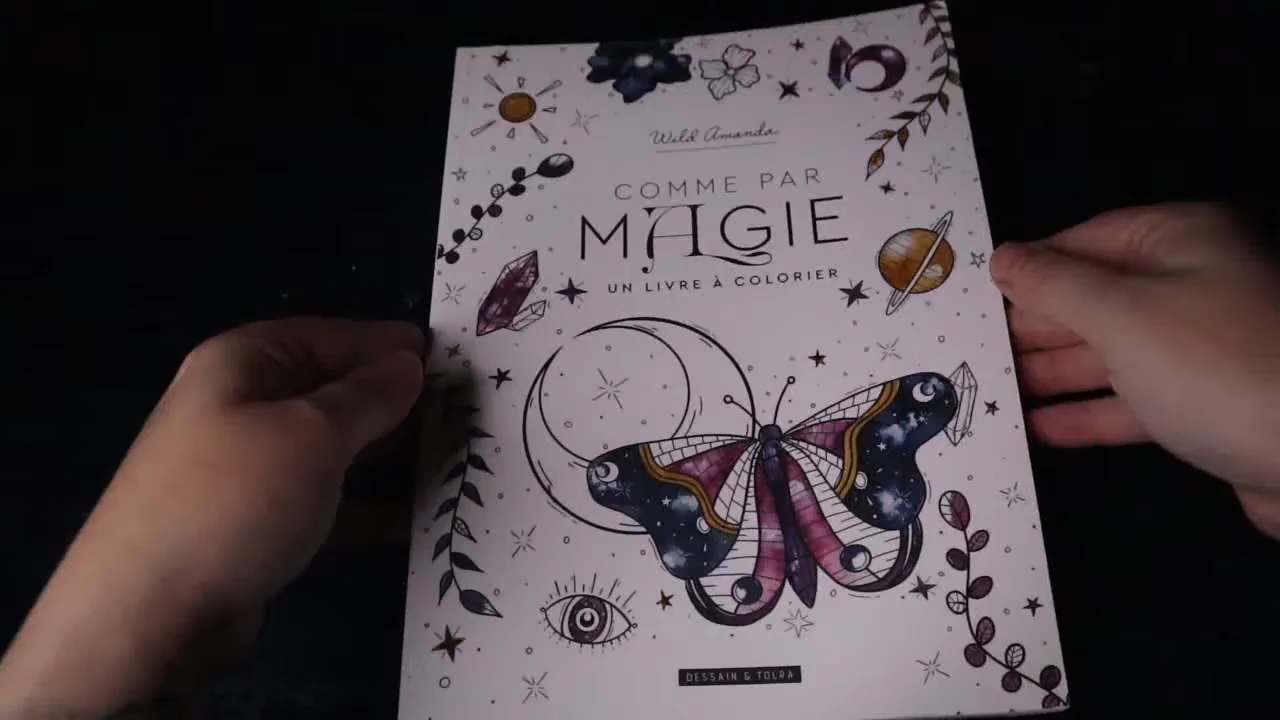 Wild Amanda
COMME PAR
MAGIE
UN LIVRE À COLORIER
DESSAIN & TOLRA